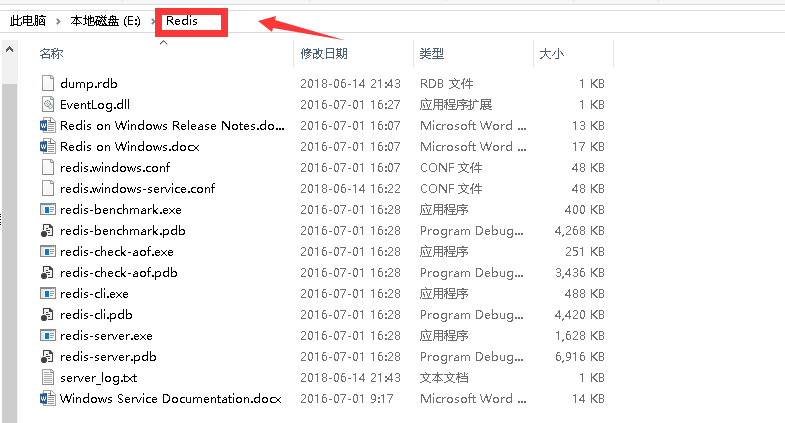 此电脑 > 本地磁盘 (E:) > Redis
名称 修改日期 类型 大小
dump.rdb 2018-06-14 21:43 RDB 文件 1 KB
EventLog.dll 2016-07-01 16:27 应用程序扩展 1 KB
Redis on Windows Release Notes.do... 2016-07-01 16:07 Microsoft Word ... 13 KB
Redis on Windows.docx 2016-07-01 16:07 Microsoft Word ... 17 KB
redis.windows.conf 2016-07-01 16:07 CONF 文件 48 KB
redis.windows-service.conf 2018-06-14 16:22 CONF 文件 48 KB
redis-benchmark.exe 2016-07-01 16:28 应用程序 400 KB
redis-benchmark.pdb 2016-07-01 16:28 Program Debug... 4,268 KB
redis-check-aof.exe 2016-07-01 16:28 应用程序 251 KB
redis-check-aof.pdb 2016-07-01 16:28 Program Debug... 3,436 KB
redis-cli.exe 2016-07-01 16:28 应用程序 488 KB
redis-cli.pdb 2016-07-01 16:28 Program Debug... 4,420 KB
redis-server.exe 2016-07-01 16:28 应用程序 1,628 KB
redis-server.pdb 2016-07-01 16:28 Program Debug... 6,916 KB
server_log.txt 2018-06-14 21:43 文本文档 1 KB
Windows Service Documentation.docx 2016-07-01 9:17 Microsoft Word ... 14 KB